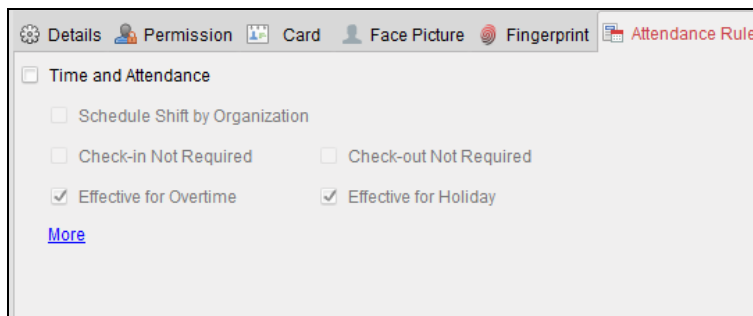 Details Permission Card Face Picture Fingerprint Attendance Rule
Time and Attendance
Schedule Shift by Organization
Check-in Not Required Check-out Not Required
Effective for Overtime Effective for Holiday
More